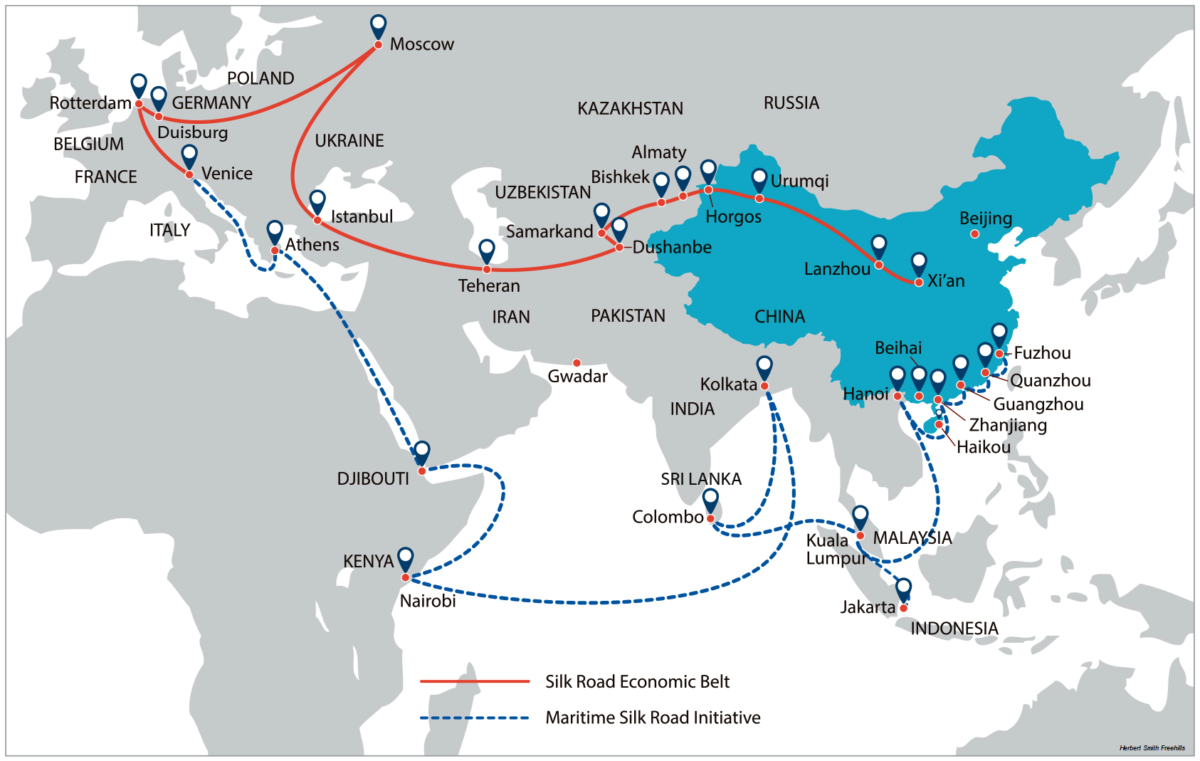 Moscow
POLAND
Rotterdam
GERMANY
KAZAKHSTAN
RUSSIA
Duisburg
BELGIUM
UKRAINE
Almaty
FRANCE
Venice
Bishkek
Urumqi
UZBEKISTAN
Istanbul
Horgos
Beijing
ITALY
Samarkand
Athens
Dushanbe
Lanzhou
Xi’an
Teheran
IRAN
PAKISTAN
CHINA
Beihai
Fuzhou
Gwadar
Kolkata
Hanoi
Quanzhou
INDIA
Guangzhou
Zhanjiang
Haikou
DJIBOUTI
SRI LANKA
Colombo
Kuala
Lumpur
MALAYSIA
KENYA
Nairobi
Jakarta
INDONESIA
Silk Road Economic Belt
Maritime Silk Road Initiative
Herbert Smith Freehills